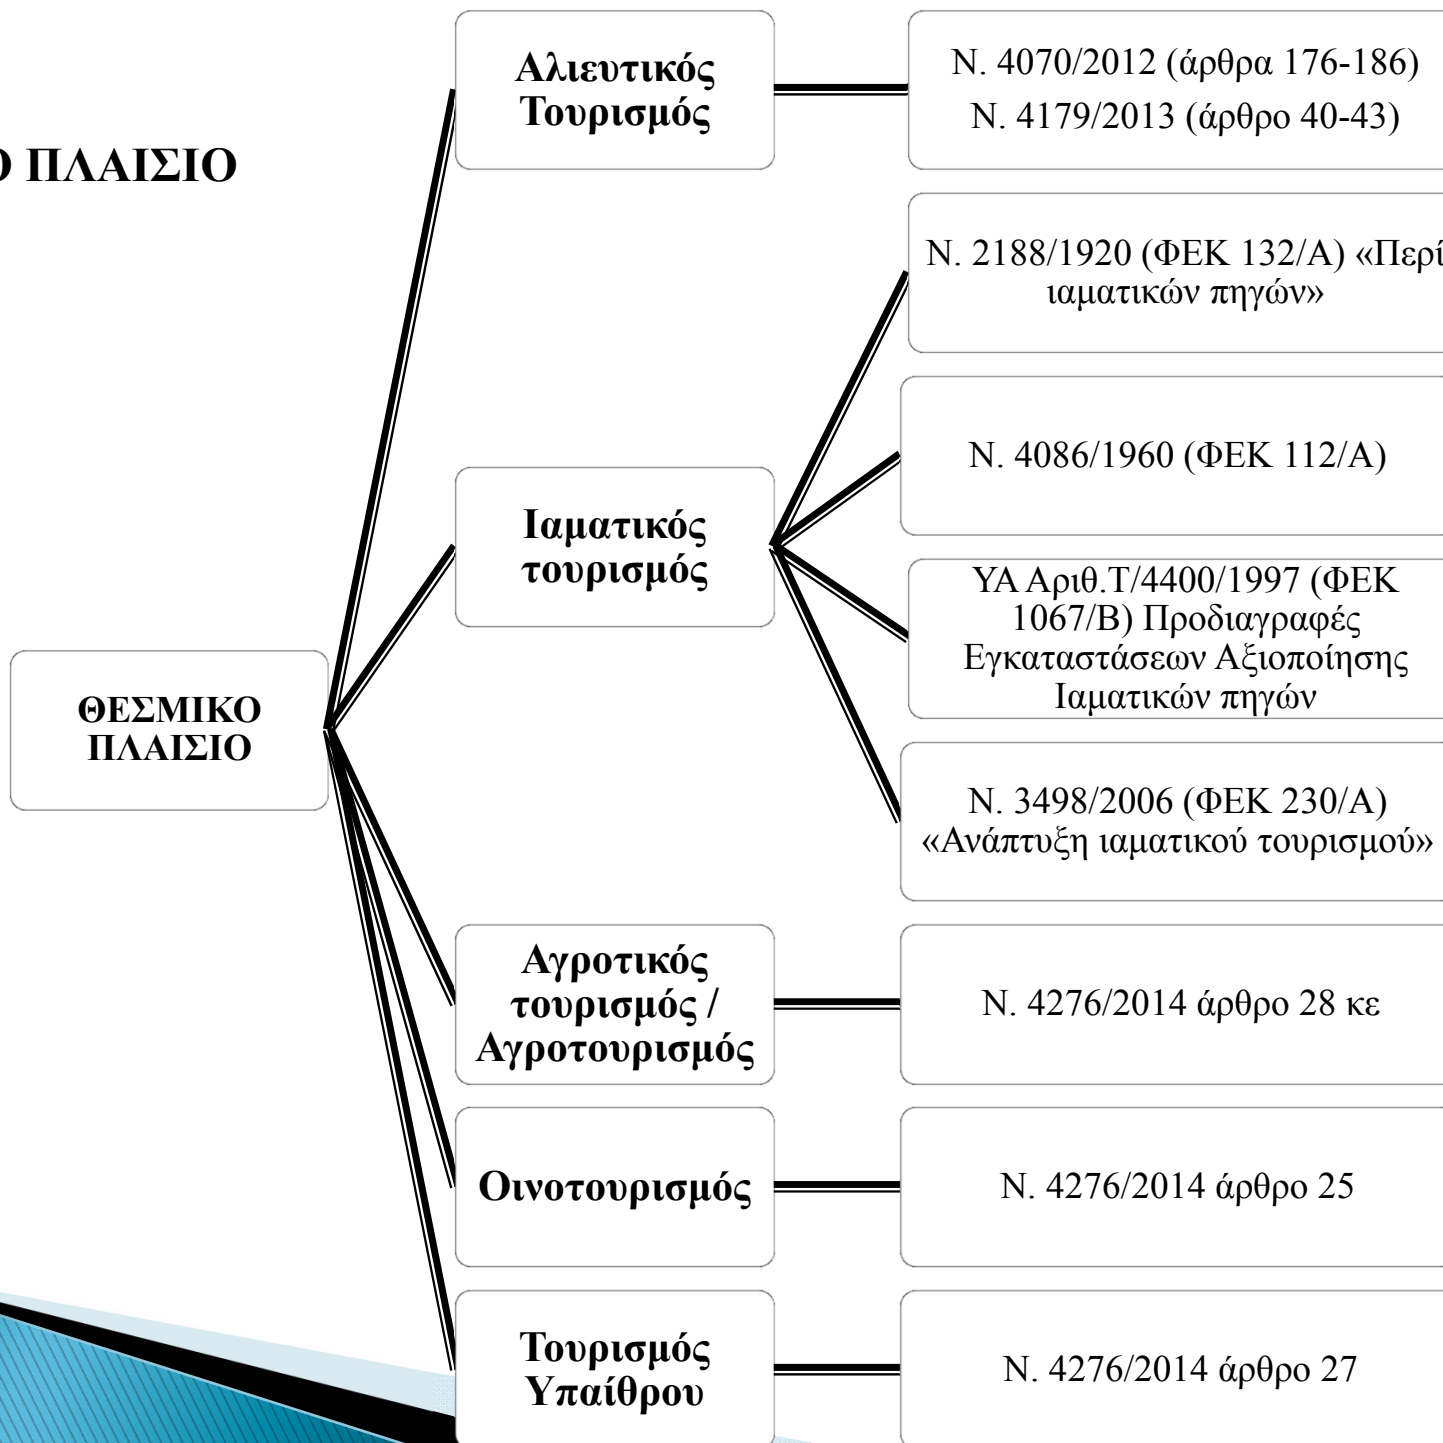 Ο ΠΛΑΙΣΙΟ
ΘΕΣΜΙΚΟ
ΠΛΑΙΣΙΟ
Αλιευτικός
Τουρισμός
Ν. 4070/2012 (άρθρα 176-186)
Ν. 4179/2013 (άρθρο 40-43)
Ιαματικός
τουρισμός
Ν. 2188/1920 (ΦΕΚ 132/Α) «Περί
ιαματικών πηγών»
Ν. 4086/1960 (ΦΕΚ 112/Α)
ΥΑ Αριθ.Τ/4400/1997 (ΦΕΚ
1067/Β) Προδιαγραφές
Εγκαταστάσεων Αξιοποίησης
Ιαματικών πηγών
Ν. 3498/2006 (ΦΕΚ 230/Α)
«Ανάπτυξη ιαματικού τουρισμού»
Αγροτικός
τουρισμός /
Αγροτουρισμός
Ν. 4276/2014 άρθρο 28 κε
Οινοτουρισμός
Ν. 4276/2014 άρθρο 25
Τουρισμός
Υπαίθρου
Ν. 4276/2014 άρθρο 27